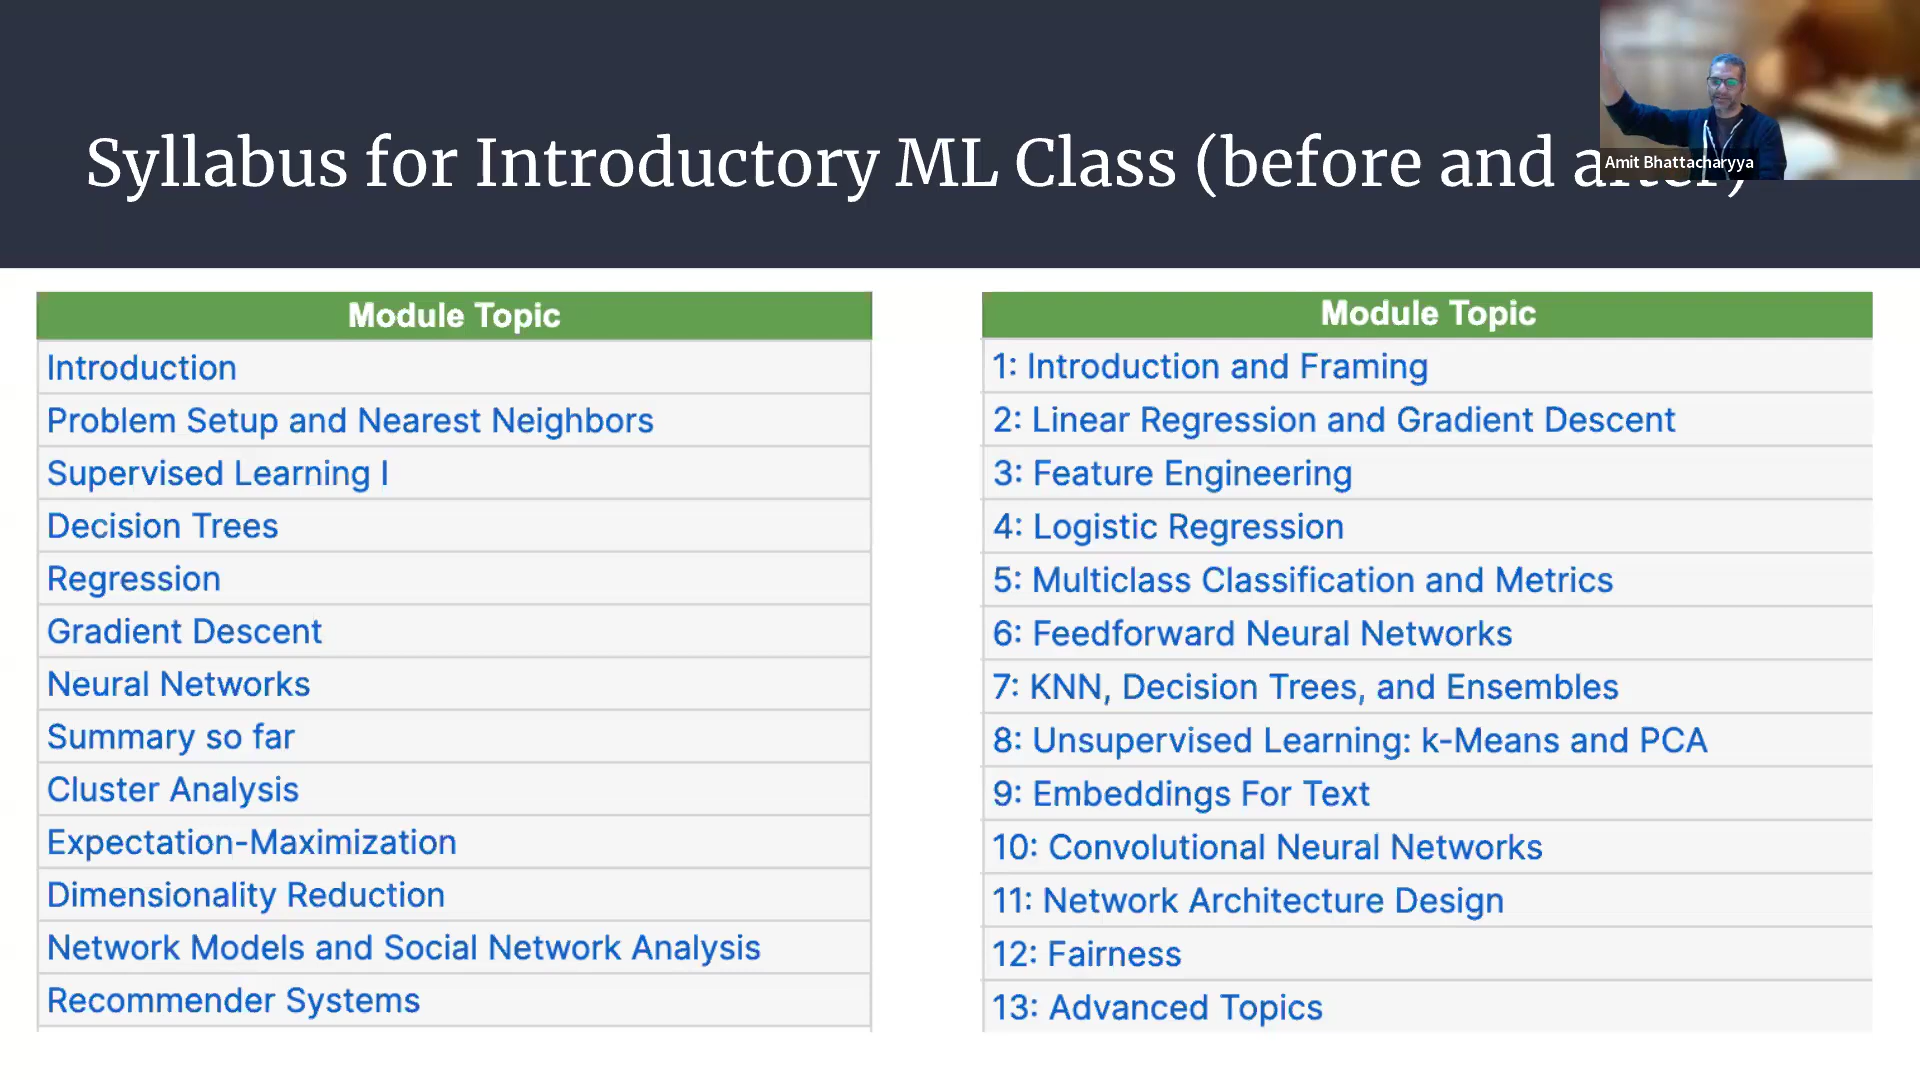 Syllabus for Introductory ML Class (before and after)
Amit Bhattacharyya
Module Topic
Introduction
Problem Setup and Nearest Neighbors
Supervised Learning I
Decision Trees
Regression
Gradient Descent
Neural Networks
Summary so far
Cluster Analysis
Expectation-Maximization
Dimensionality Reduction
Network Models and Social Network Analysis
Recommender Systems
Module Topic
1: Introduction and Framing
2: Linear Regression and Gradient Descent
3: Feature Engineering
4: Logistic Regression
5: Multiclass Classification and Metrics
6: Feedforward Neural Networks
7: KNN, Decision Trees, and Ensembles
8: Unsupervised Learning: k-Means and PCA
9: Embeddings For Text
10: Convolutional Neural Networks
11: Network Architecture Design
12: Fairness
13: Advanced Topics